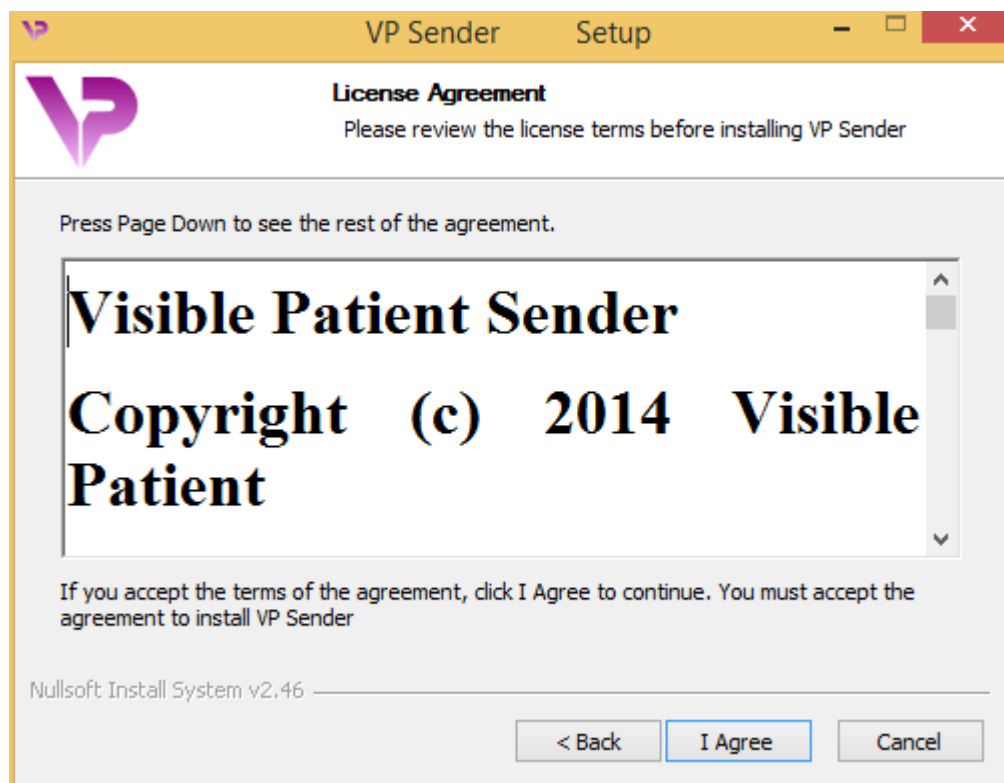 VP Sender Setup
VP
License Agreement
Please review the license terms before installing VP Sender
Press Page Down to see the rest of the agreement.
Visible Patient Sender
Copyright (c) 2014 Visible
Patient
If you accept the terms of the agreement, click I Agree to continue. You must accept the
agreement to install VP Sender
Nullsoft Install System v2.46
< Back I Agree Cancel